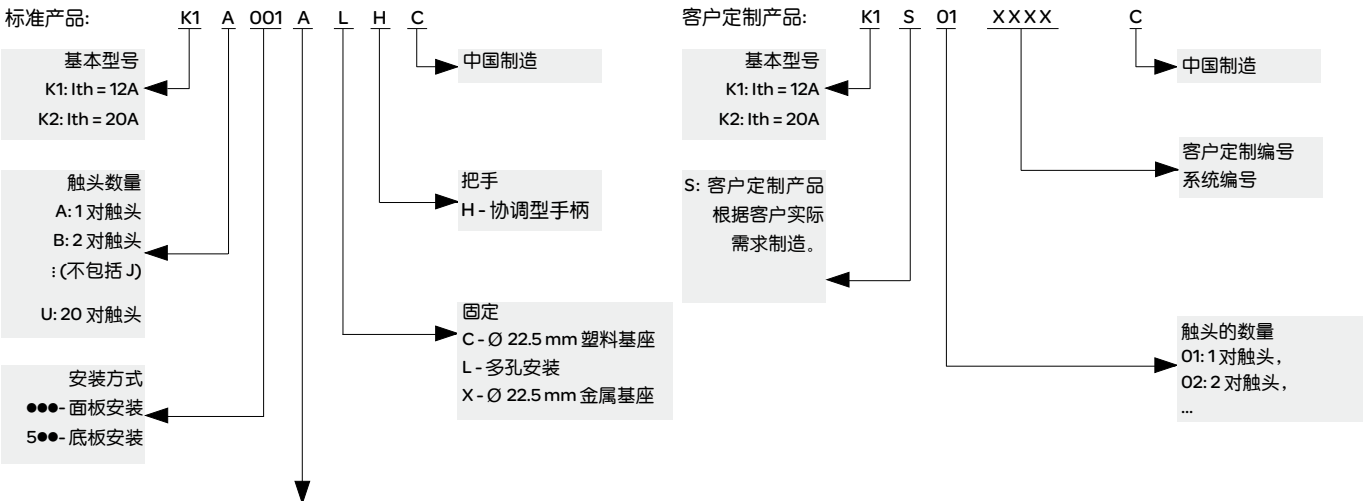 标准产品: K1 A 001 A L H C
基本型号
K1: Ith = 12A
K2: Ith = 20A
中国制造
触头数量
A: 1 对触头
B: 2 对触头
: (不包括 J)
U: 20 对触头
把手
H - 协调型手柄
固定
C - Ø 22.5 mm 塑料基座
L - 多孔安装
X - Ø 22.5 mm 金属基座
安装方式
●●●- 面板安装
5●●- 底板安装
客户定制产品: K1 S 01 XXXX C
基本型号
K1: Ith = 12A
K2: Ith = 20A
中国制造
客户定制编号
系统编号
S: 客户定制产品
根据客户实际
需求制造。
触头的数量
01: 1 对触头，
02: 2 对触头，
...